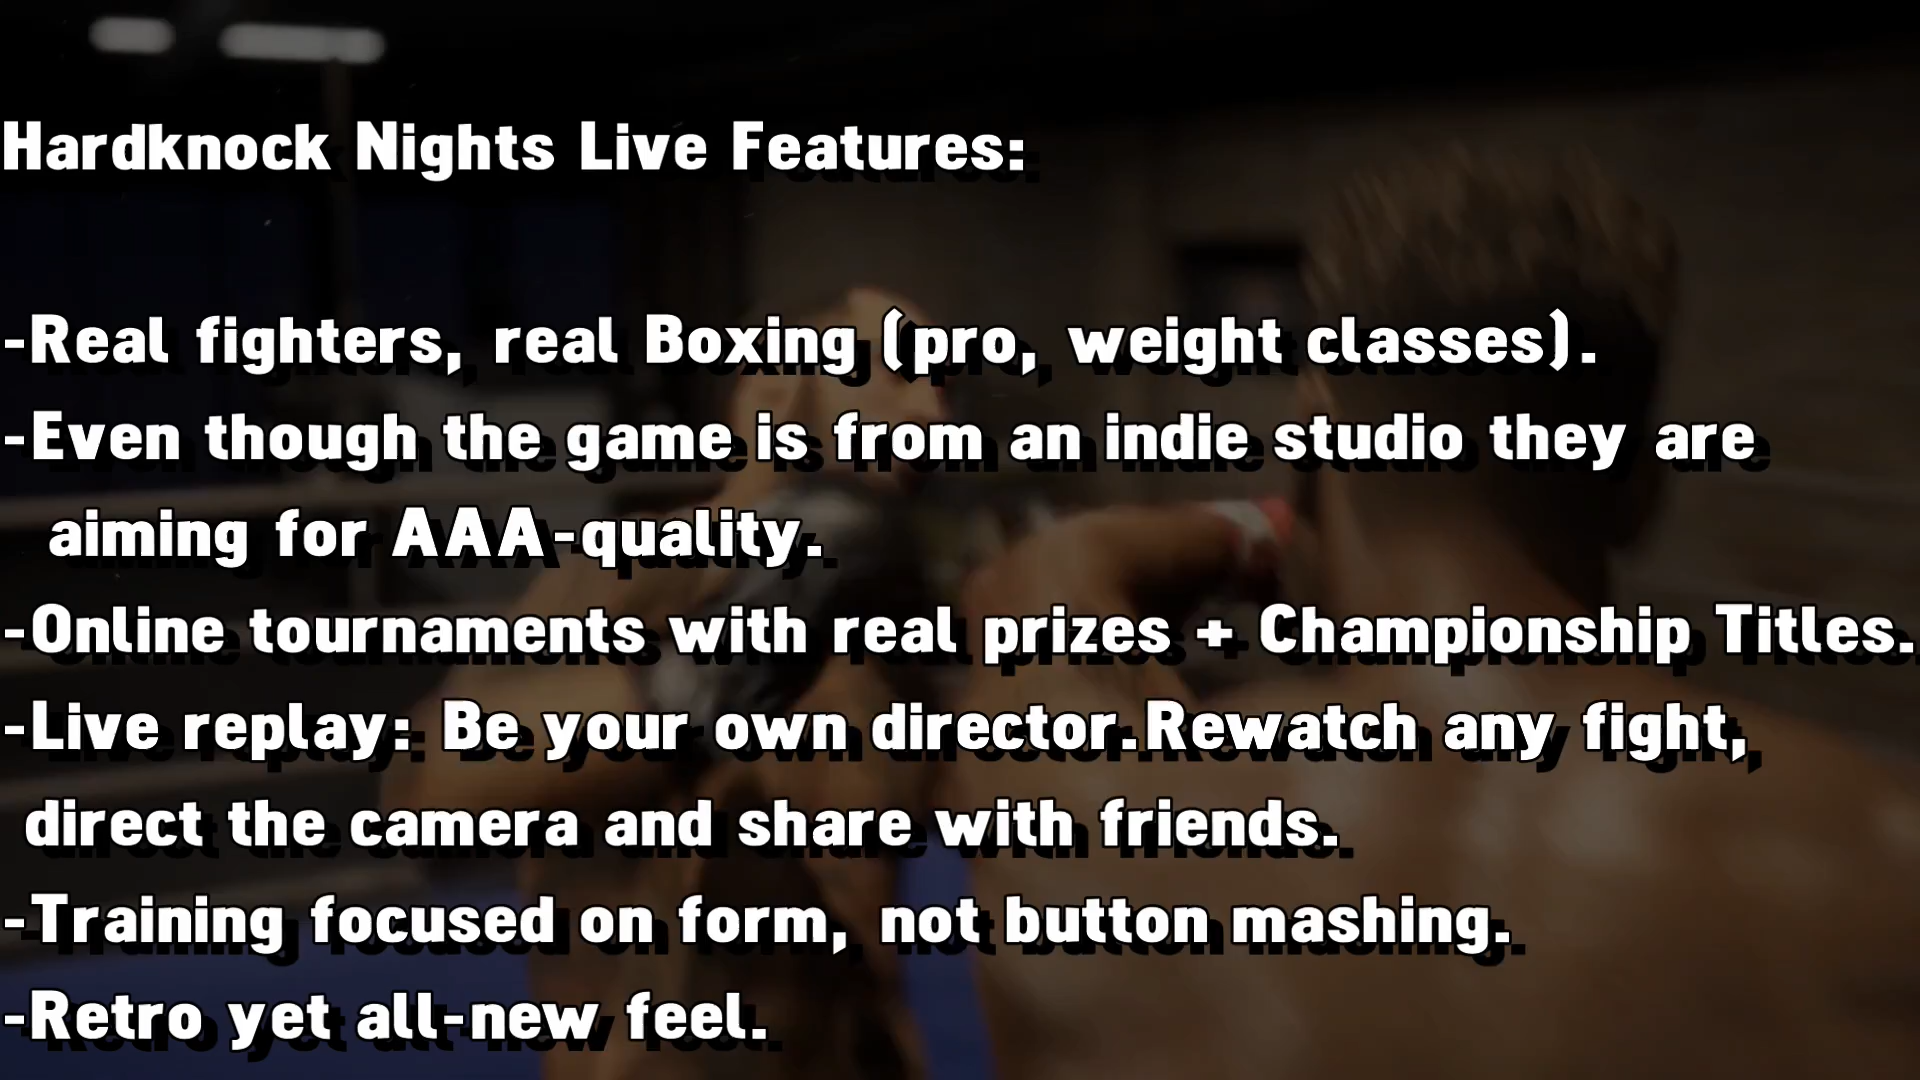 Hardknock Nights Live Features:
-Real fighters, real Boxing (pro, weight classes).
-Even though the game is from an indie studio they are
aiming for AAA-quality.
-Online tournaments with real prizes + Championship Titles.
-Live replay: Be your own director.Rewatch any fight,
direct the camera and share with friends.
-Training focused on form, not button mashing.
-Retro yet all-new feel.